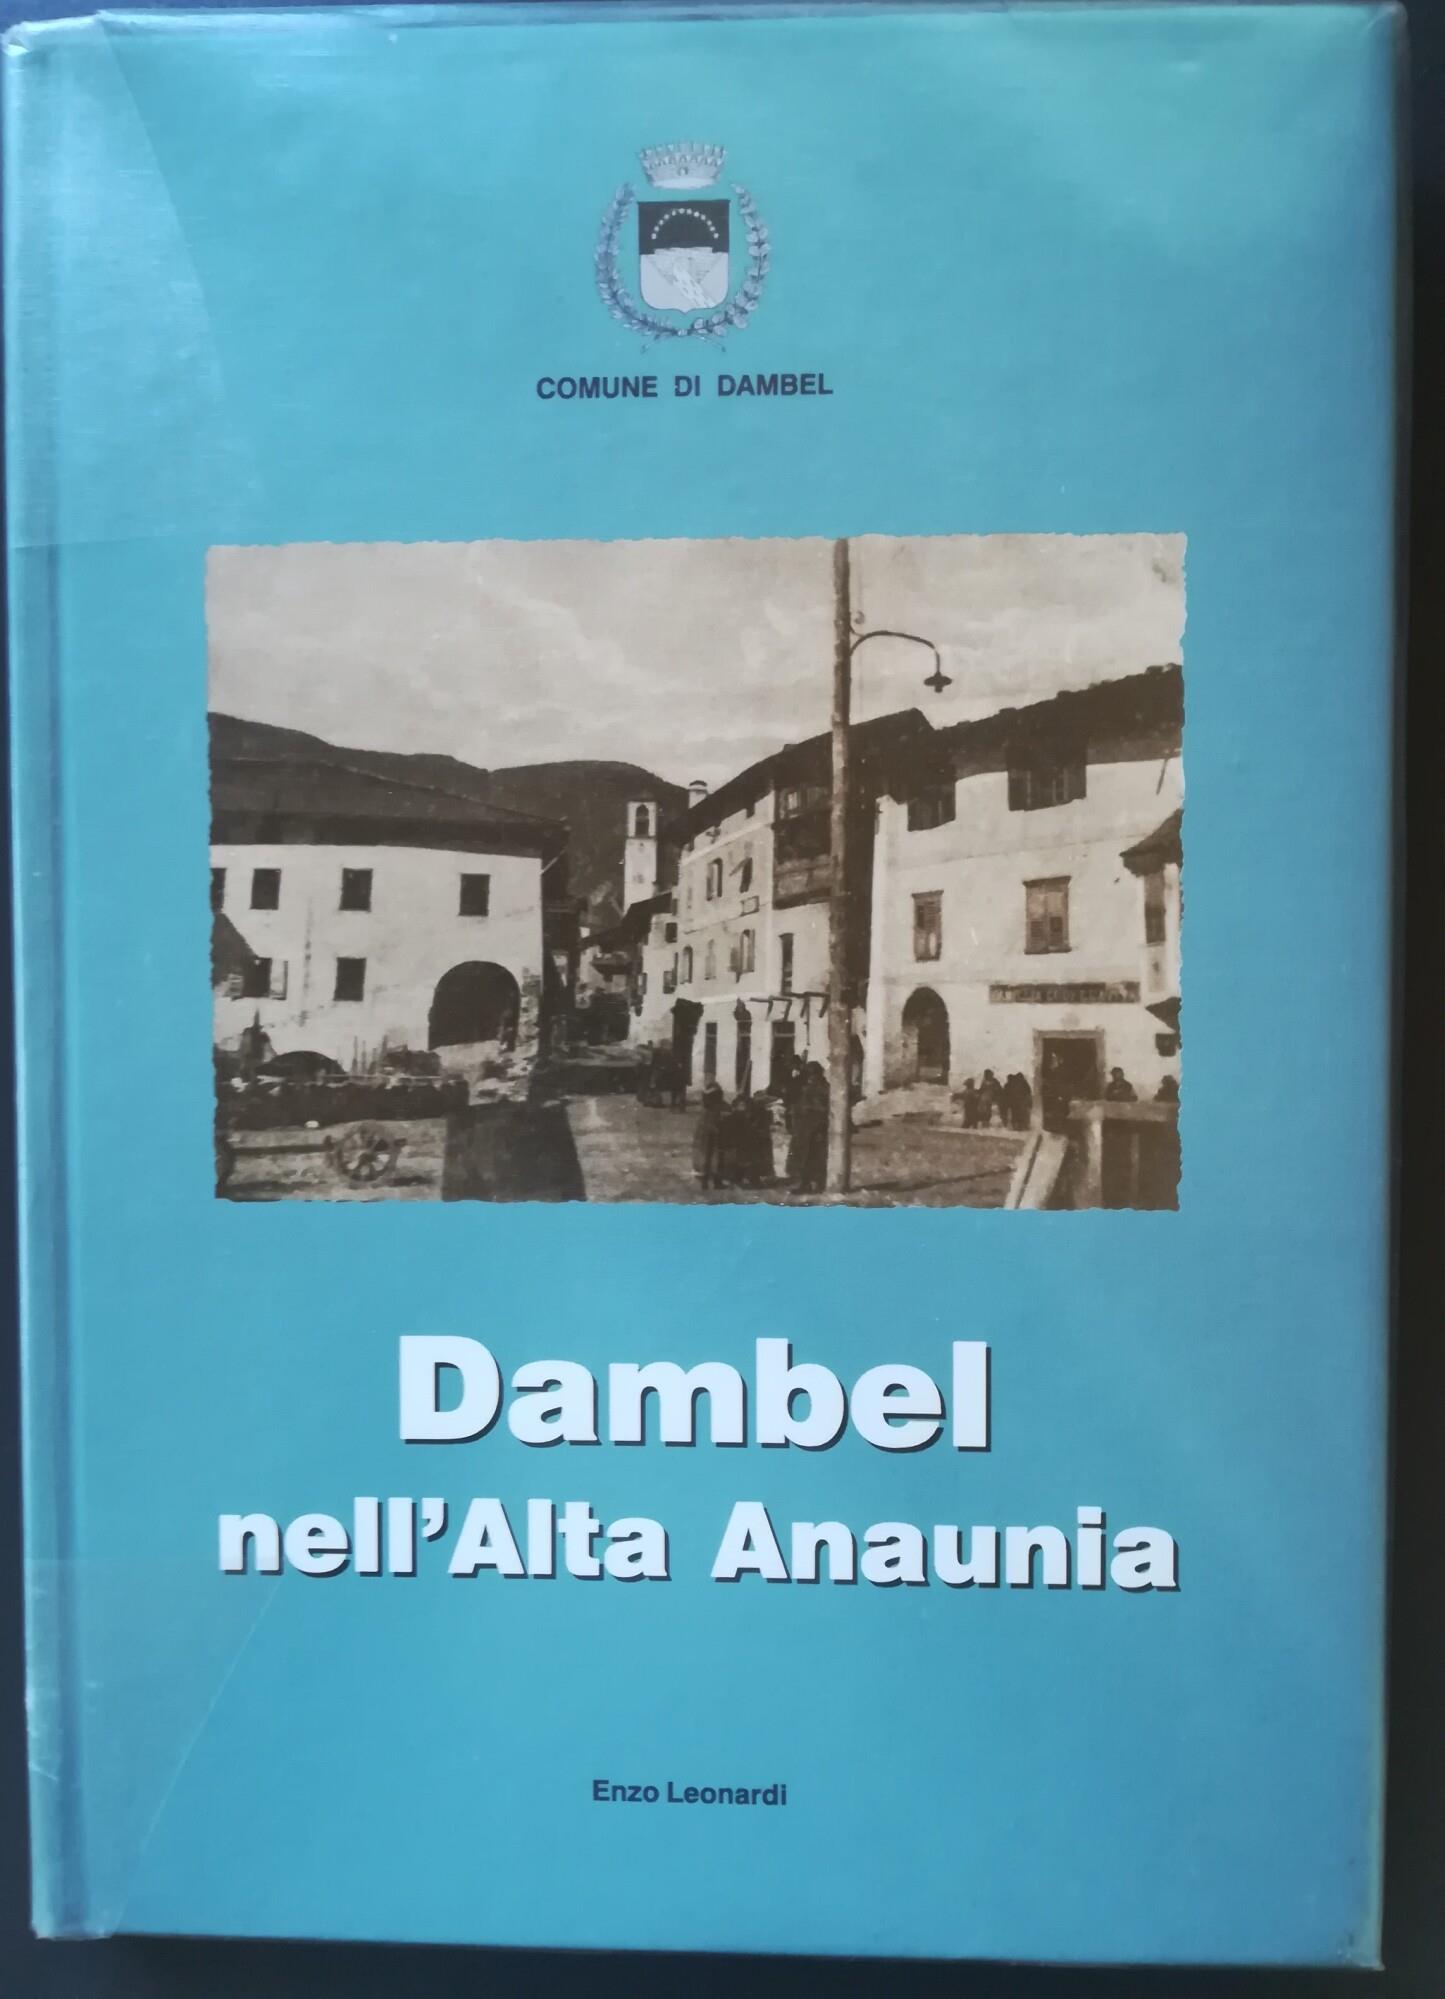 COMUNE DI DAMBEL
Dambel
nell'Alta Anaunia
Enzo Leonardi